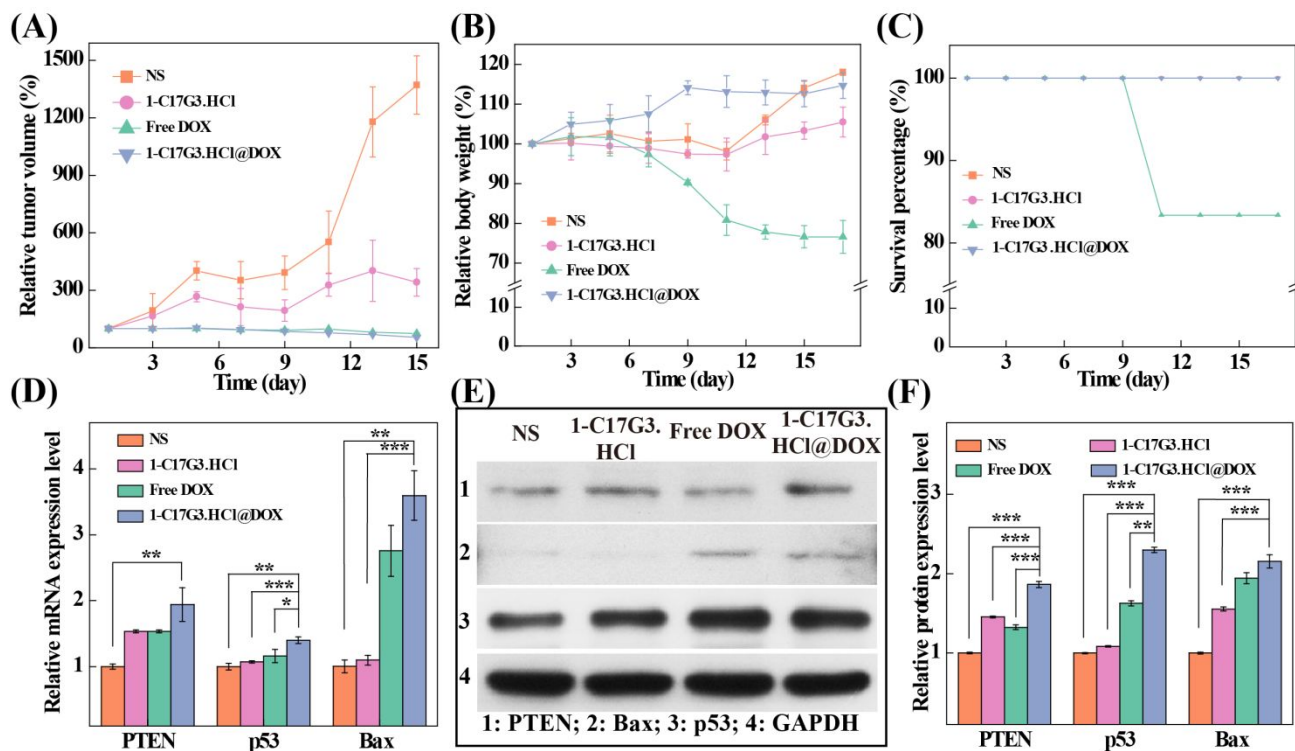 (A)
Relative tumor volume (%)
1500
1200
900
600
300
0
NS
1-C17G3.HCl
Free DOX
1-C17G3.HCl@DOX
3
6
9
12
15
Time (day)
(B)
Relative body weight (%)
120
110
100
90
80
70
10
0
NS
1-C17G3.HCl
Free DOX
1-C17G3.HCl@DOX
3
6
9
12
15
Time (day)
(C)
Survival percentage (%)
100
90
80
10
0
NS
1-C17G3.HCl
Free DOX
1-C17G3.HCl@DOX
3
6
9
12
15
Time (day)
(D)
Relative mRNA expression level
4
3
2
1
NS
1-C17G3.HCl
Free DOX
1-C17G3.HCl@DOX
**
**
***
*
**
***
PTEN
p53
Bax
(E)
NS
1-C17G3.
HCl
Free DOX
1-C17G3.
HCl@DOX
1
2
3
4
1: PTEN; 2: Bax; 3: p53; 4: GAPDH
(F)
Relative protein expression level
3
2
1
NS
1-C17G3.HCl
Free DOX
1-C17G3.HCl@DOX
***
***
***
***
***
**
***
***
PTEN
p53
Bax